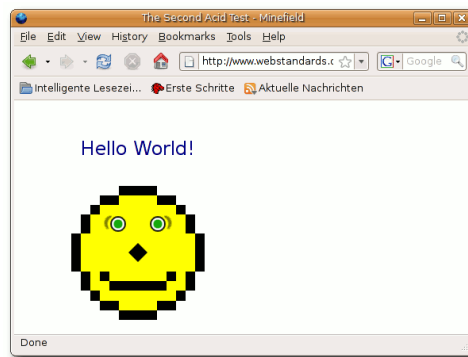 The Second Acid Test - Minefield
File Edit View History Bookmarks Tools Help
http://www.webstandards.c G Google
Intelligente Lesezei... Erste Schritte Aktuelle Nachrichten
Hello World!
Done